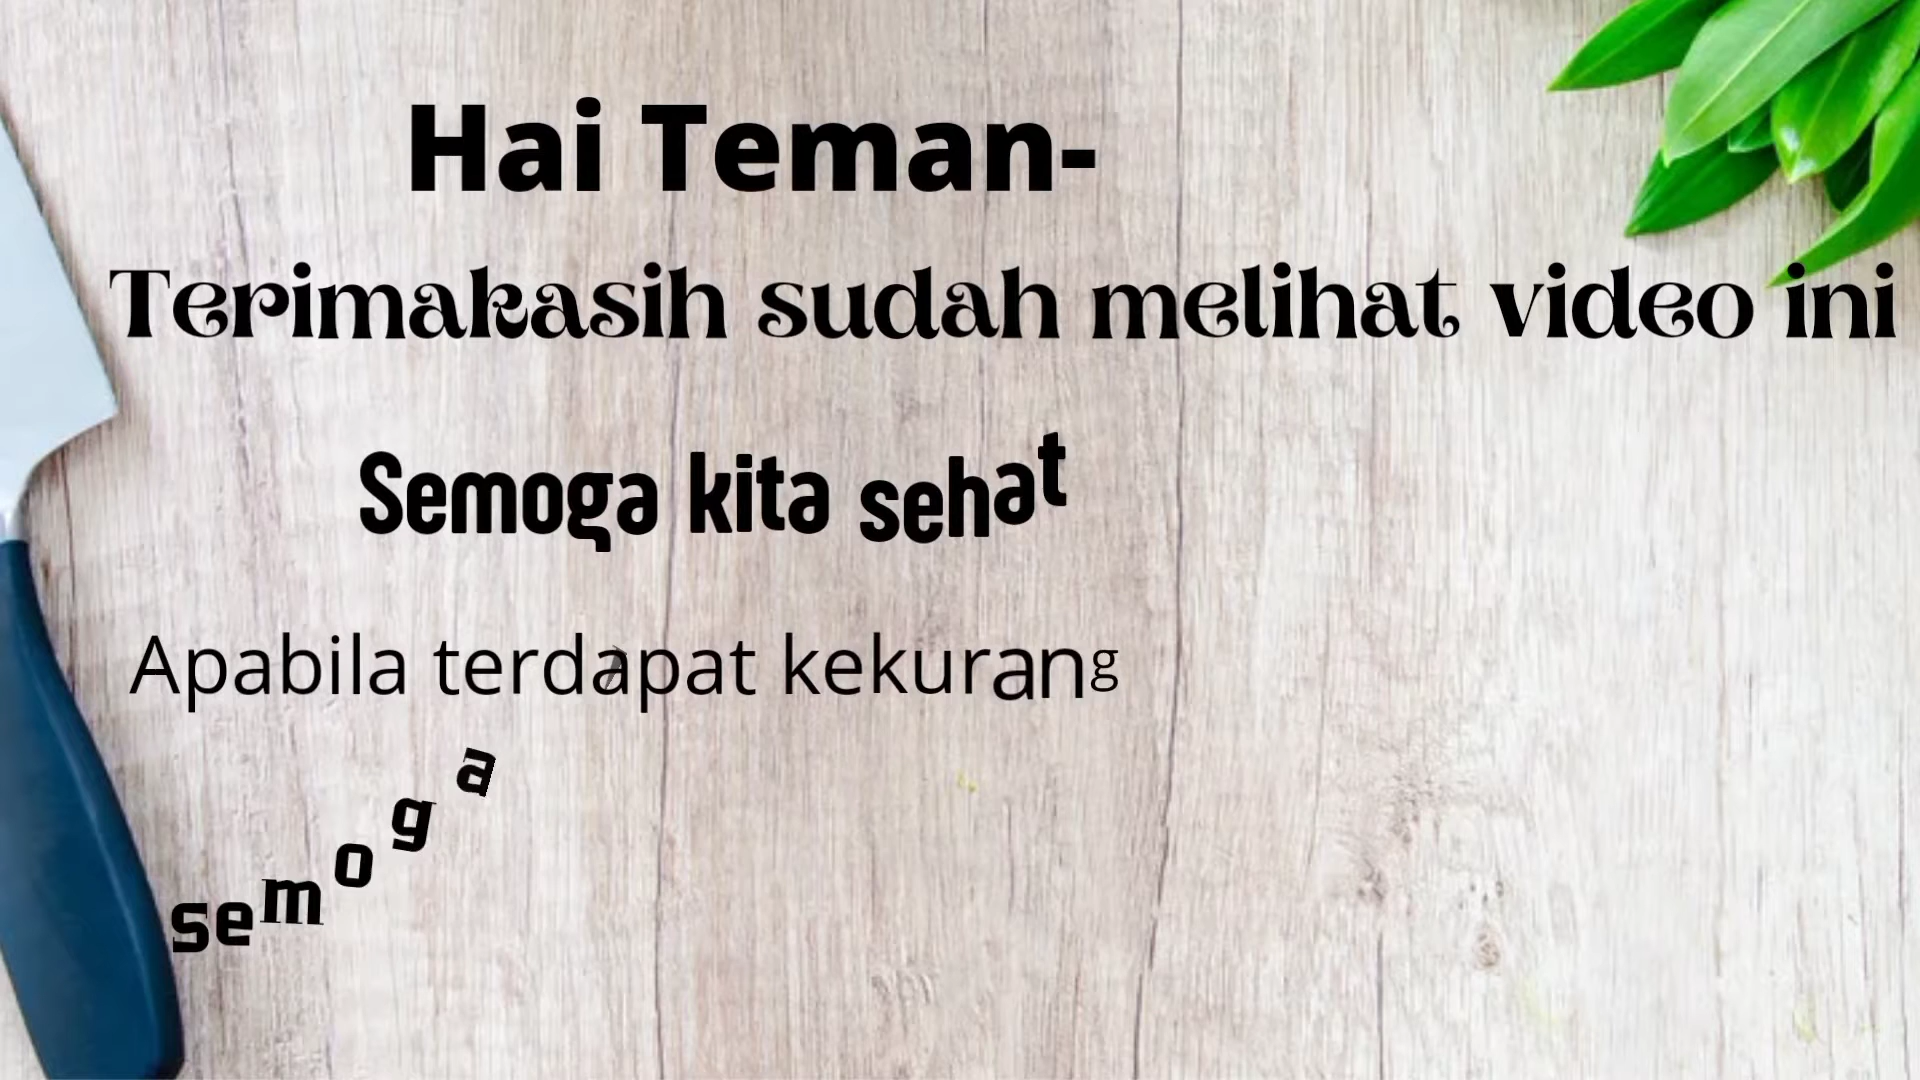 Hai Teman-
Terimakasih sudah melihat video ini
Semoga kita sehat
Apabila terdapat kekurang
semoga